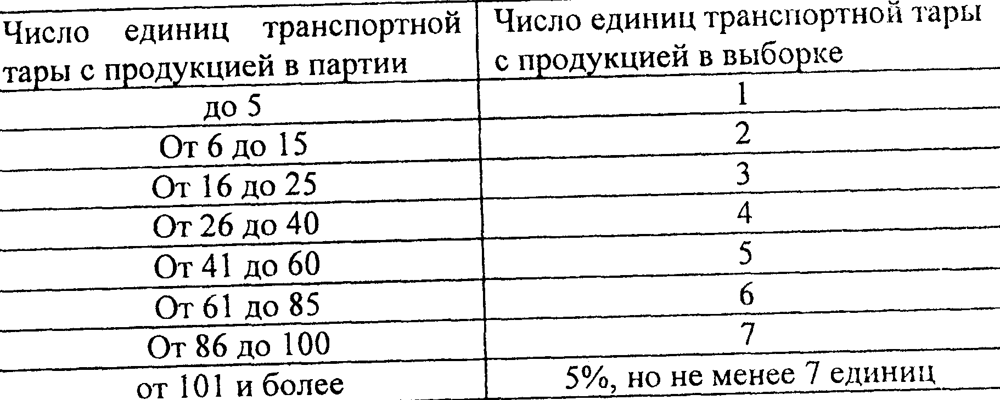 Число единиц транспортной
тары с продукцией в партии
Число единиц транспортной тары
с продукцией в выборке
до 5
1
От 6 до 15
2
От 16 до 25
3
От 26 до 40
4
От 41 до 60
5
От 61 до 85
6
От 86 до 100
7
от 101 и более
5%, но не менее 7 единиц